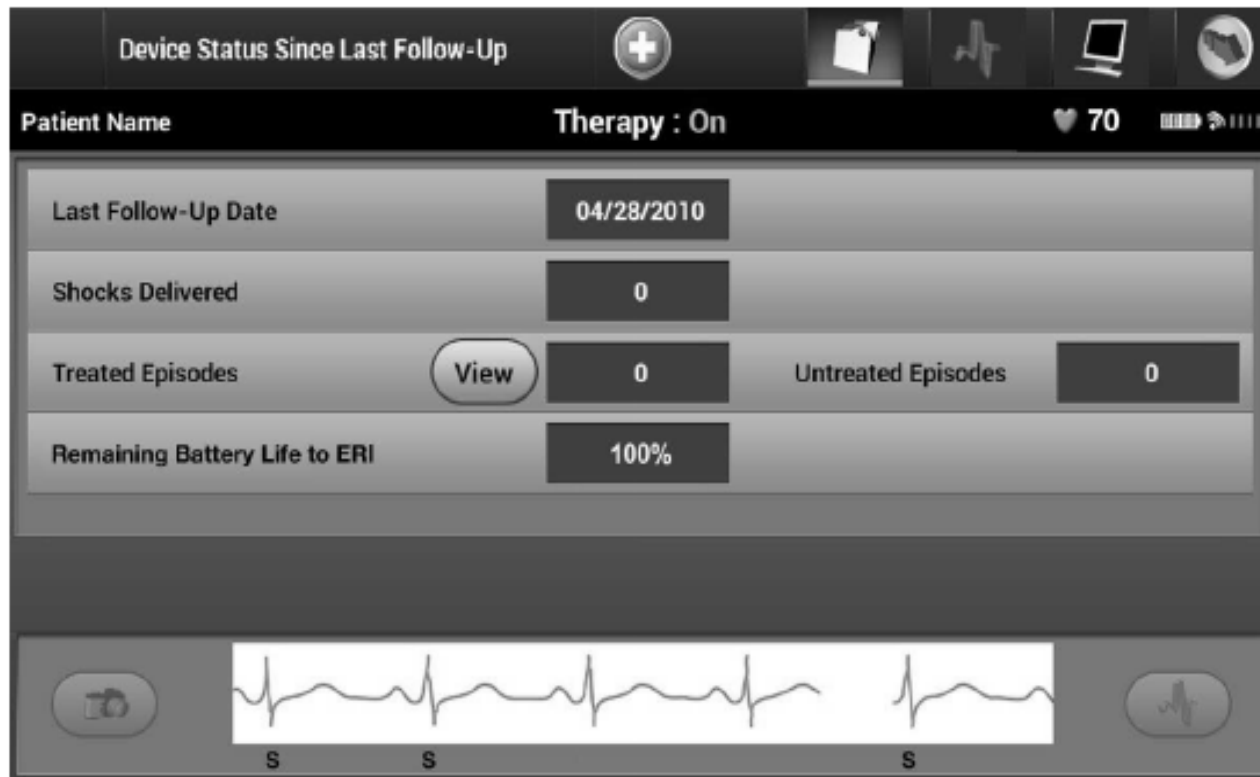 Device Status Since Last Follow-Up
Patient Name Therapy : On 70
Last Follow-Up Date 04/28/2010
Shocks Delivered 0
Treated Episodes View 0 Untreated Episodes 0
Remaining Battery Life to ERI 100%
S S S